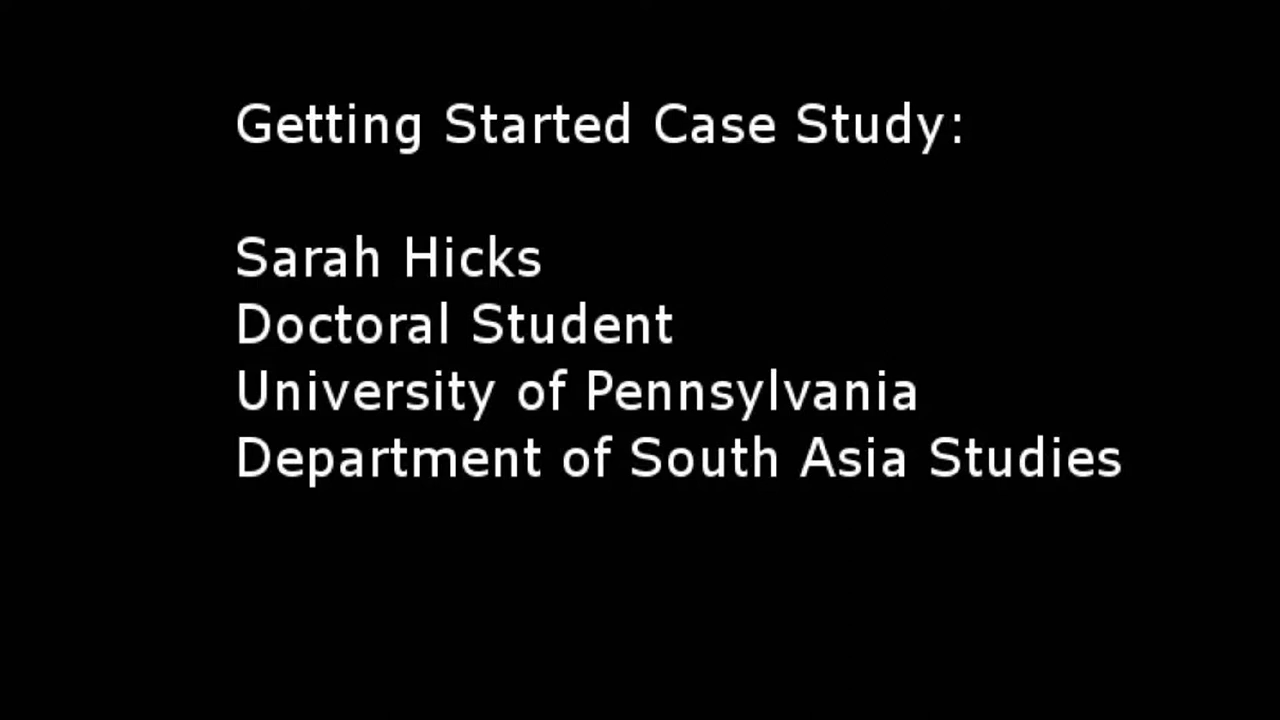 Getting Started Case Study:
Sarah Hicks
Doctoral Student
University of Pennsylvania
Department of South Asia Studies